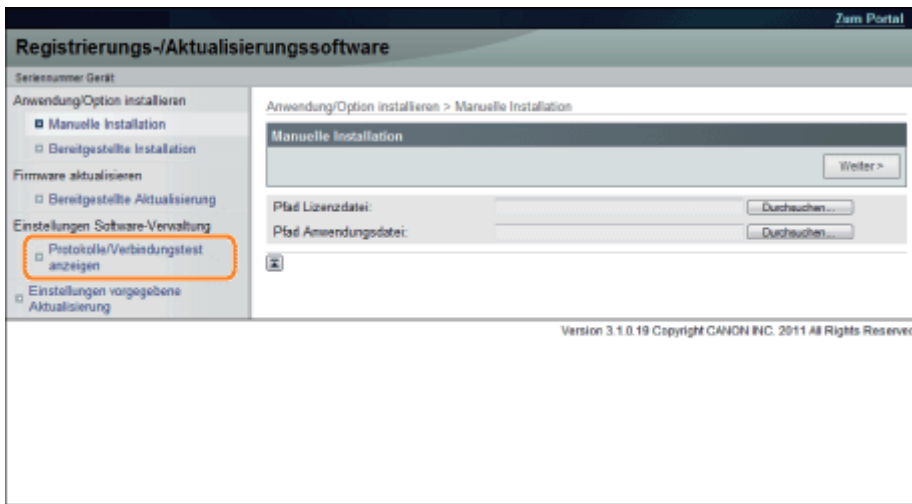 Zum Portal
Registrierungs-/Aktualisierungssoftware
Seriennummer Gerät
Anwendung/Option installieren
Manuelle Installation
Bereitgestellte Installation
Firmware aktualisieren
Bereitgestellte Aktualisierung
Einstellungen Software-Verwaltung
Protokolle/Verbindungstest
anzeigen
Einstellungen vorgegebene
Aktualisierung
Anwendung/Option installieren > Manuelle Installation
Manuelle Installation
Weiter >
Pfad Lizenzdatei:
Durchsuchen...
Pfad Anwendungsdatei:
Durchsuchen...
Version 3.1.0.19 Copyright CANON INC. 2011 All Rights Reserved